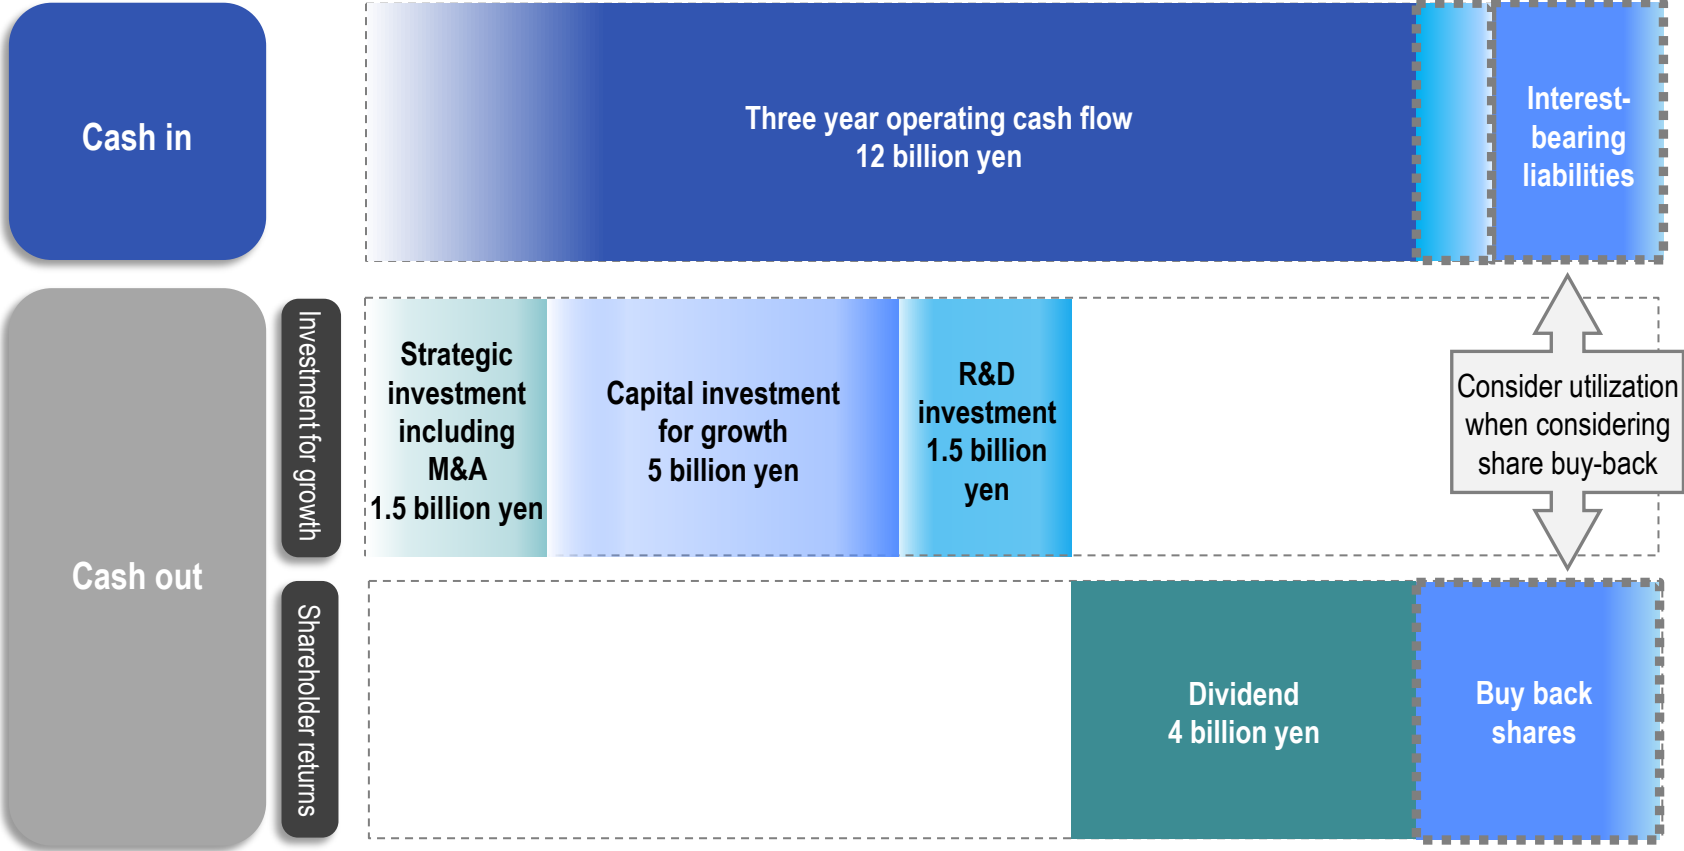 Cash in
Three year operating cash flow
12 billion yen
Interest-
bearing
liabilities
Cash out
Investment for growth
Strategic
investment
including
M&A
1.5 billion yen
Capital investment
for growth
5 billion yen
R&D
investment
1.5 billion
yen
Consider utilization
when considering
share buy-back
Shareholder returns
Dividend
4 billion yen
Buy back
shares